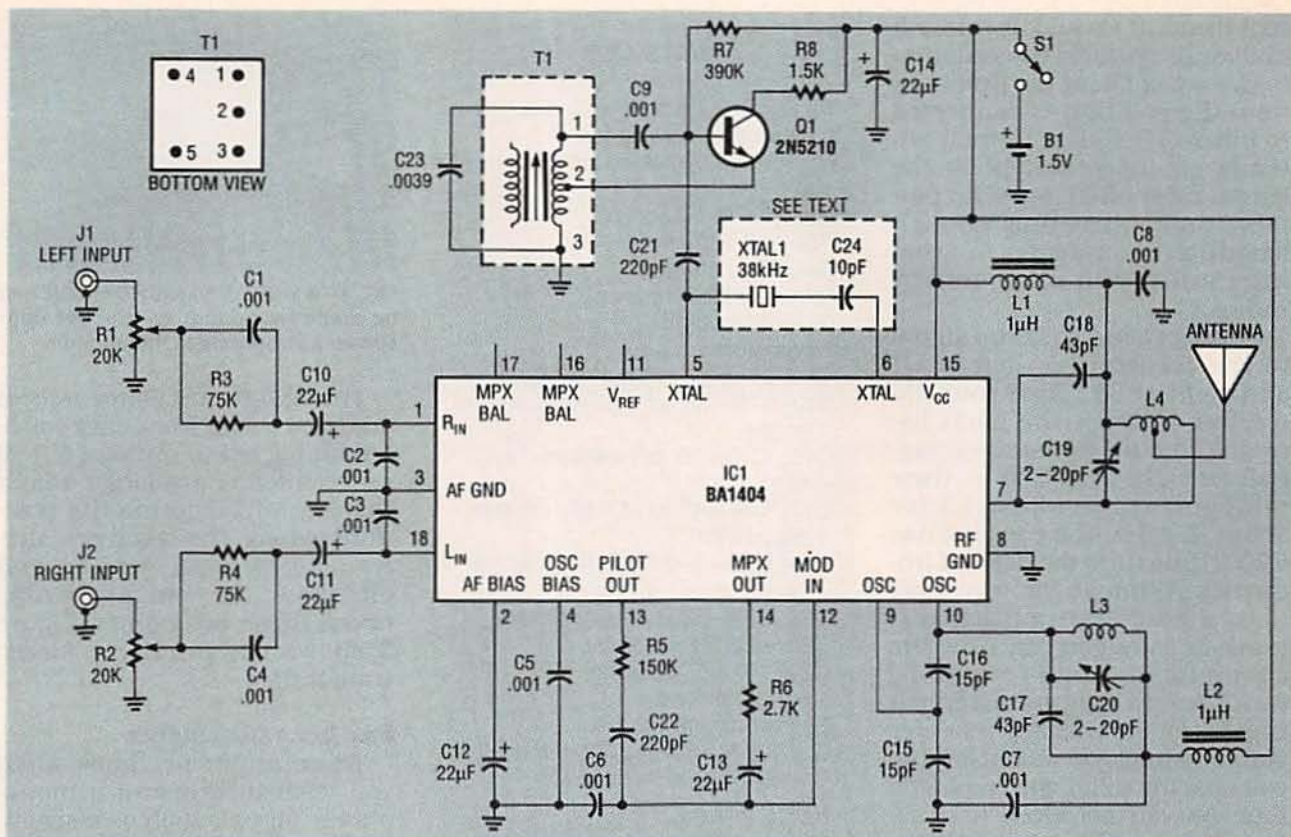 T1
4 1
2
5 3
BOTTOM VIEW
T1
C23
.0039
1
2
3
C9
.001
R7
390K
R8
1.5K
C14
22µF
Q1
2N5210
S1
B1
1.5V
SEE TEXT
C21
220pF
XTAL1
38kHz
C24
10pF
C8
.001
L1
1µH
ANTENNA
C18
43pF
L4
C19
2–20pF
J1
LEFT INPUT
C1
.001
R1
20K
R3
75K
C10
22µF
C2
.001
C3
.001
J2
RIGHT INPUT
R4
75K
C11
22µF
R2
20K
C4
.001
17 16 11 5 6 15
MPX BAL
MPX BAL
VREF
XTAL
XTAL
VCC
1
RIN
3
AF GND
18
LIN
IC1
BA1404
7
RF GND
8
AF BIAS
OSC BIAS
PILOT OUT
MPX OUT
MOD IN
OSC
OSC
2 4 13 14 12 9 10
C5
.001
R5
150K
R6
2.7K
C12
22µF
C6
.001
C22
220pF
C13
22µF
C16
15pF
C15
15pF
L3
C17
43pF
C20
2–20pF
C7
.001
L2
1µH